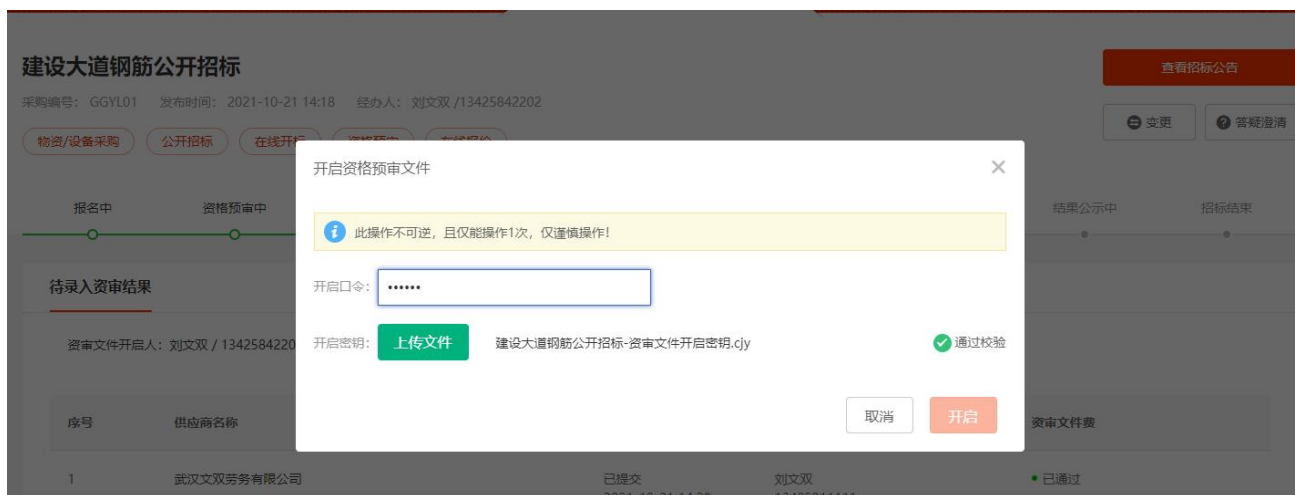 建设大道钢筋公开招标
查看招标公告
采购编号: GGYL01 发布时间: 2021-10-21 14:18 经办人: 刘文双 /13425842202
变更 答疑澄清
物资/设备采购 公开招标 在线开标
开启资格预审文件
报名中 资格预审中 结果公示中 招标结束
此操作不可逆，且仅能操作1次，仅谨慎操作!
待录入资审结果
开启口令: ••••••
资审文件开启人: 刘文双 / 1342584220
开启密钥: 上传文件 建设大道钢筋公开招标-资审文件开启密钥.cjy 通过校验
取消 开启
序号 供应商名称 资审文件费
1 武汉文双劳务有限公司 已提交 刘文双 已通过